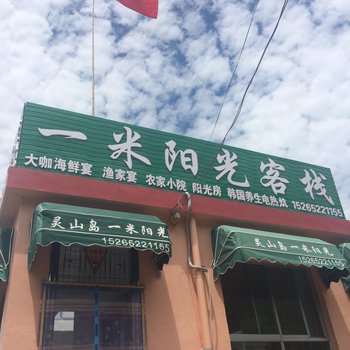 一米阳光客栈
大咖海鲜宴 渔家宴 农家小院 阳光房 韩国养生电热炕 15265221155
灵山岛 一米阳光
15265221155
灵山岛 一米阳光
15265221155